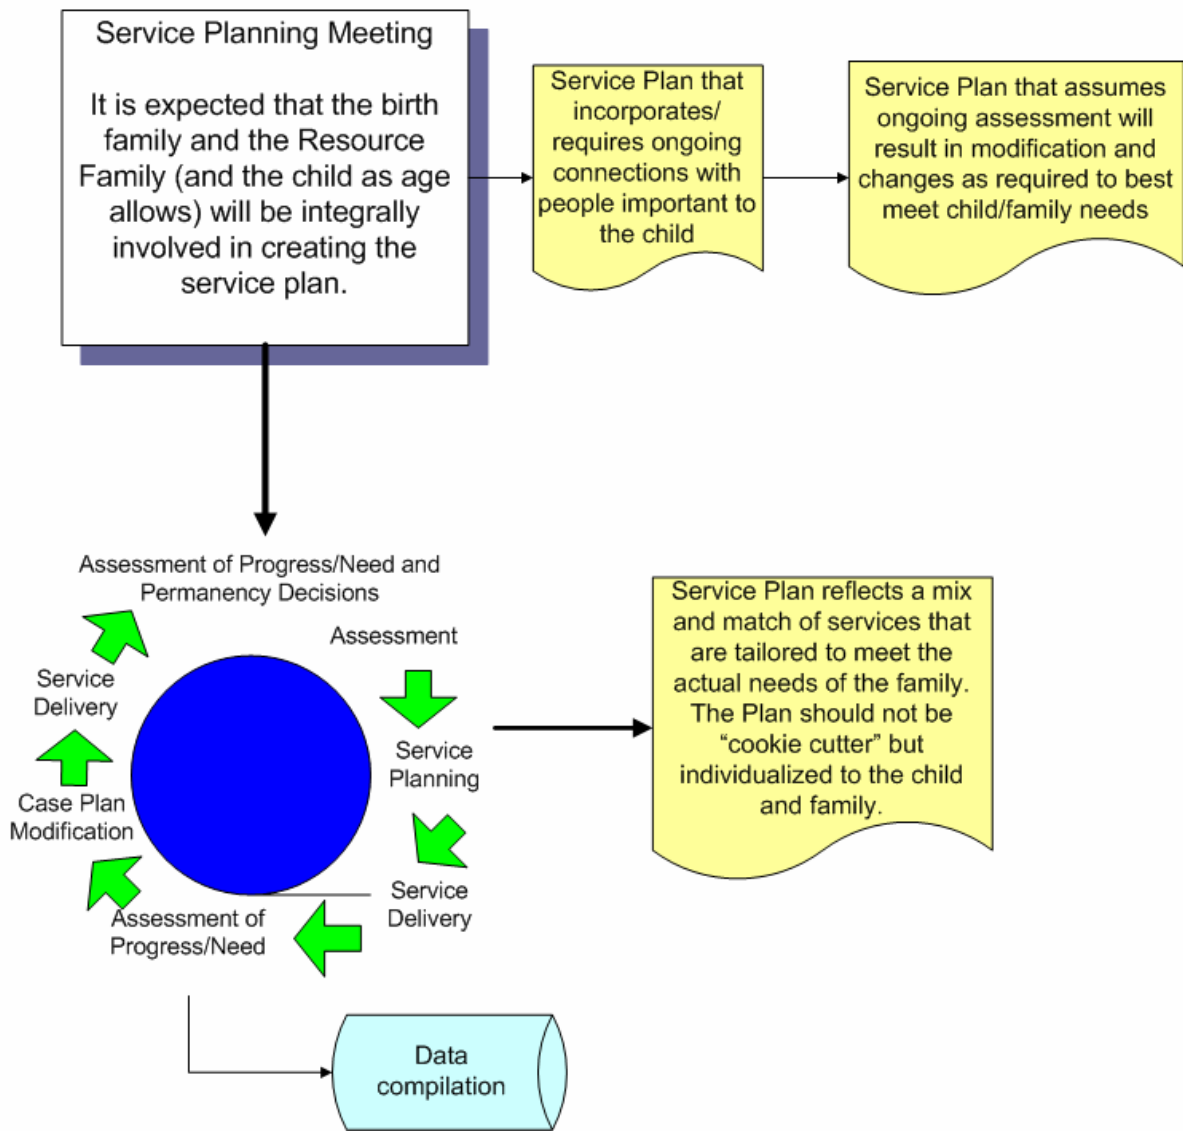 Service Planning Meeting
It is expected that the birth
family and the Resource
Family (and the child as age
allows) will be integrally
involved in creating the
service plan.
Service Plan that
incorporates/
requires ongoing
connections with
people important to
the child
Service Plan that assumes
ongoing assessment will
result in modification and
changes as required to best
meet child/family needs
Assessment of Progress/Need and
Permanency Decisions
Assessment
Service
Planning
Service
Delivery
Assessment of
Progress/Need
Case Plan
Modification
Service
Delivery
Service Plan reflects a mix
and match of services that
are tailored to meet the
actual needs of the family.
The Plan should not be
“cookie cutter” but
individualized to the child
and family.
Data
compilation